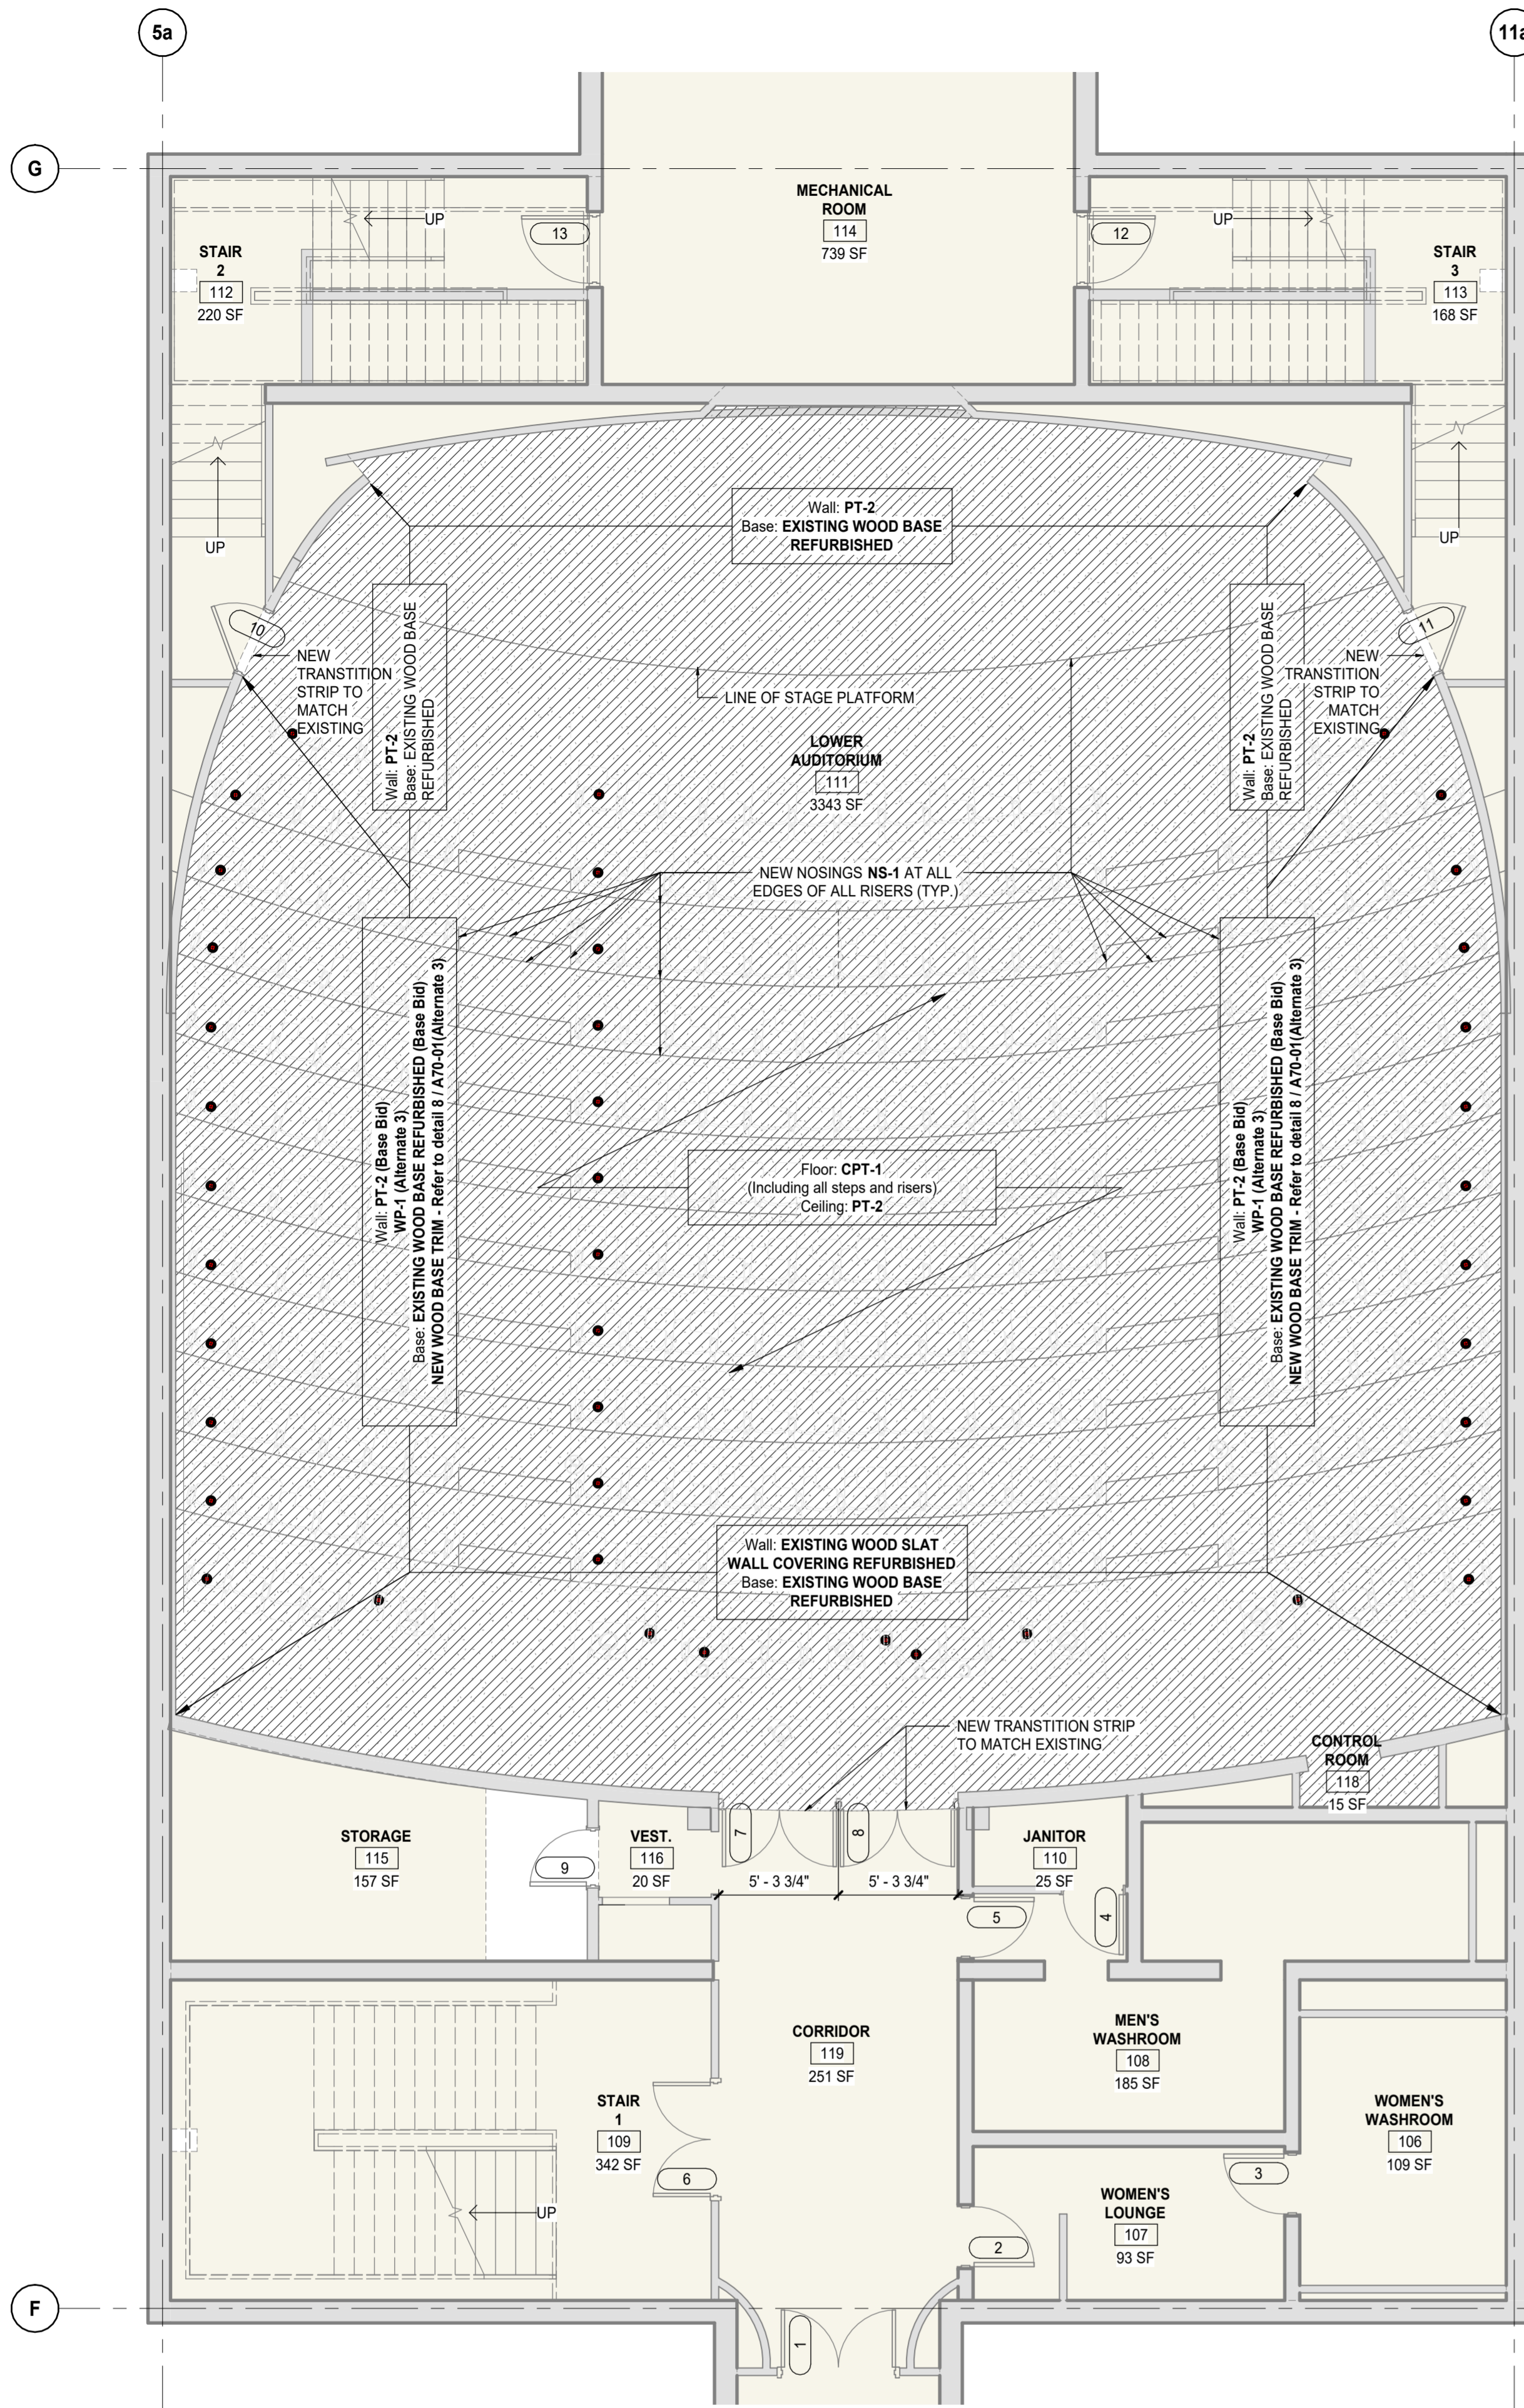 5a
11a
G
MECHANICAL
ROOM
114
739 SF
UP
UP
13
12
STAIR
2
112
220 SF
STAIR
3
113
168 SF
Wall: PT-2
Base: EXISTING WOOD BASE
REFURBISHED
UP
UP
10
11
Wall: PT-2
Base: EXISTING WOOD BASE
REFURBISHED
Wall: PT-2
Base: EXISTING WOOD BASE
REFURBISHED
NEW
TRANSTITION
STRIP TO
MATCH
EXISTING
NEW
TRANSTITION
STRIP TO
MATCH
EXISTING
LINE OF STAGE PLATFORM
LOWER
AUDITORIUM
111
3343 SF
NEW NOSINGS NS-1 AT ALL
EDGES OF ALL RISERS (TYP.)
Wall: PT-2 (Base Bid)
WP-1 (Alternate 3)
Base: EXISTING WOOD BASE REFURBISHED (Base Bid)
NEW WOOD BASE TRIM - Refer to detail 8 / A70-01(Alternate 3)
Wall: PT-2 (Base Bid)
WP-1 (Alternate 3)
Base: EXISTING WOOD BASE REFURBISHED (Base Bid)
NEW WOOD BASE TRIM - Refer to detail 8 / A70-01(Alternate 3)
Floor: CPT-1
(Including all steps and risers)
Ceiling: PT-2
Wall: EXISTING WOOD SLAT
WALL COVERING REFURBISHED
Base: EXISTING WOOD BASE
REFURBISHED
NEW TRANSTITION STRIP
TO MATCH EXISTING
CONTROL
ROOM
118
15 SF
STORAGE
115
157 SF
9
VEST.
116
20 SF
7
8
5' - 3 3/4"
5' - 3 3/4"
JANITOR
110
25 SF
5
4
CORRIDOR
119
251 SF
MEN'S
WASHROOM
108
185 SF
STAIR
1
109
342 SF
6
UP
WOMEN'S
WASHROOM
106
109 SF
3
WOMEN'S
LOUNGE
107
93 SF
2
F
1